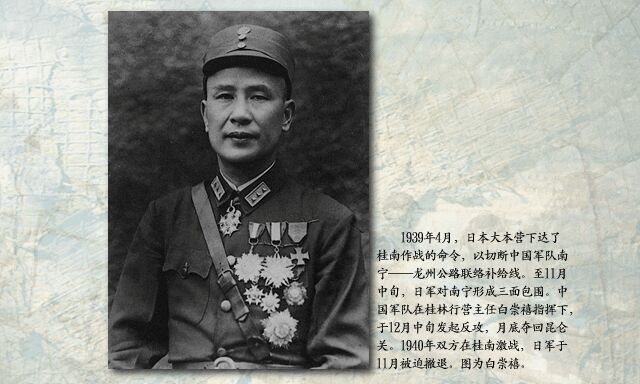 1939年4月，日本大本营下达了
桂南作战的命令，以切断中国军队南
宁——龙州公路联络补给线。至11月
中旬，日军对南宁形成三面包围。中
国军队在桂林行营主任白崇禧指挥下，
于12月中旬发起反攻，月底夺回昆仑
关。1940年双方在桂南激战，日军于
11月被迫撤退。图为白崇禧。